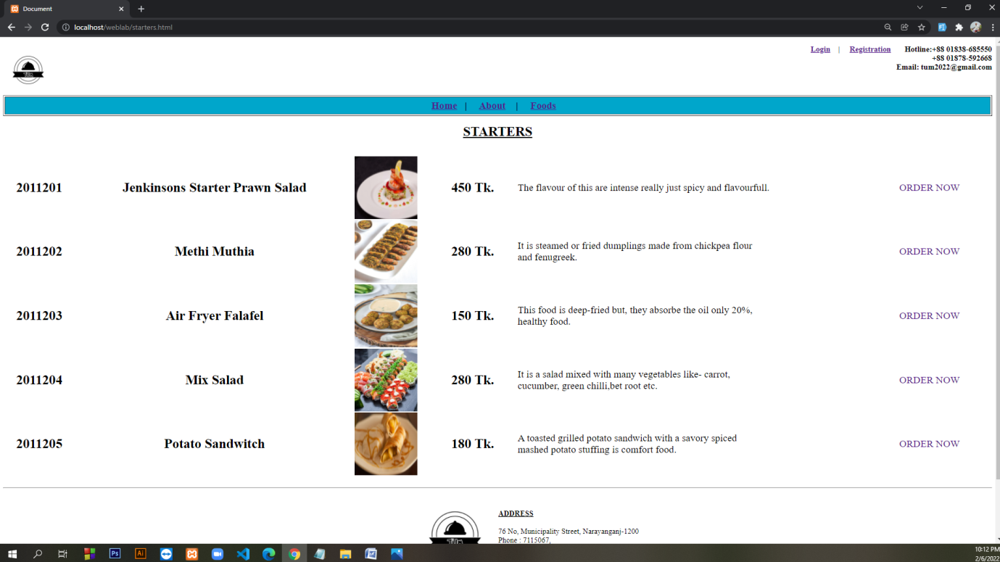 Document
localhost/weblab/starters.html
Login | Registration Hotline:+88 01838-685550
+88 01878-592668
Email: tum2022@gmail.com
Home | About | Foods
STARTERS
2011201 Jenkinsons Starter Prawn Salad 450 Tk. The flavour of this are intense really just spicy and flavourfull. ORDER NOW
2011202 Methi Muthia 280 Tk. It is steamed or fried dumplings made from chickpea flour
and fenugreek. ORDER NOW
2011203 Air Fryer Falafel 150 Tk. This food is deep-fried but, they absorbe the oil only 20%,
healthy food. ORDER NOW
2011204 Mix Salad 280 Tk. It is a salad mixed with many vegetables like- carrot,
cucumber, green chilli,bet root etc. ORDER NOW
2011205 Potato Sandwitch 180 Tk. A toasted grilled potato sandwich with a savory spiced
mashed potato stuffing is comfort food. ORDER NOW
ADDRESS
76 No, Municipality Street, Narayanganj-1200
Phone : 7115067,
Ps
Ai
10:12 PM
2/6/2022